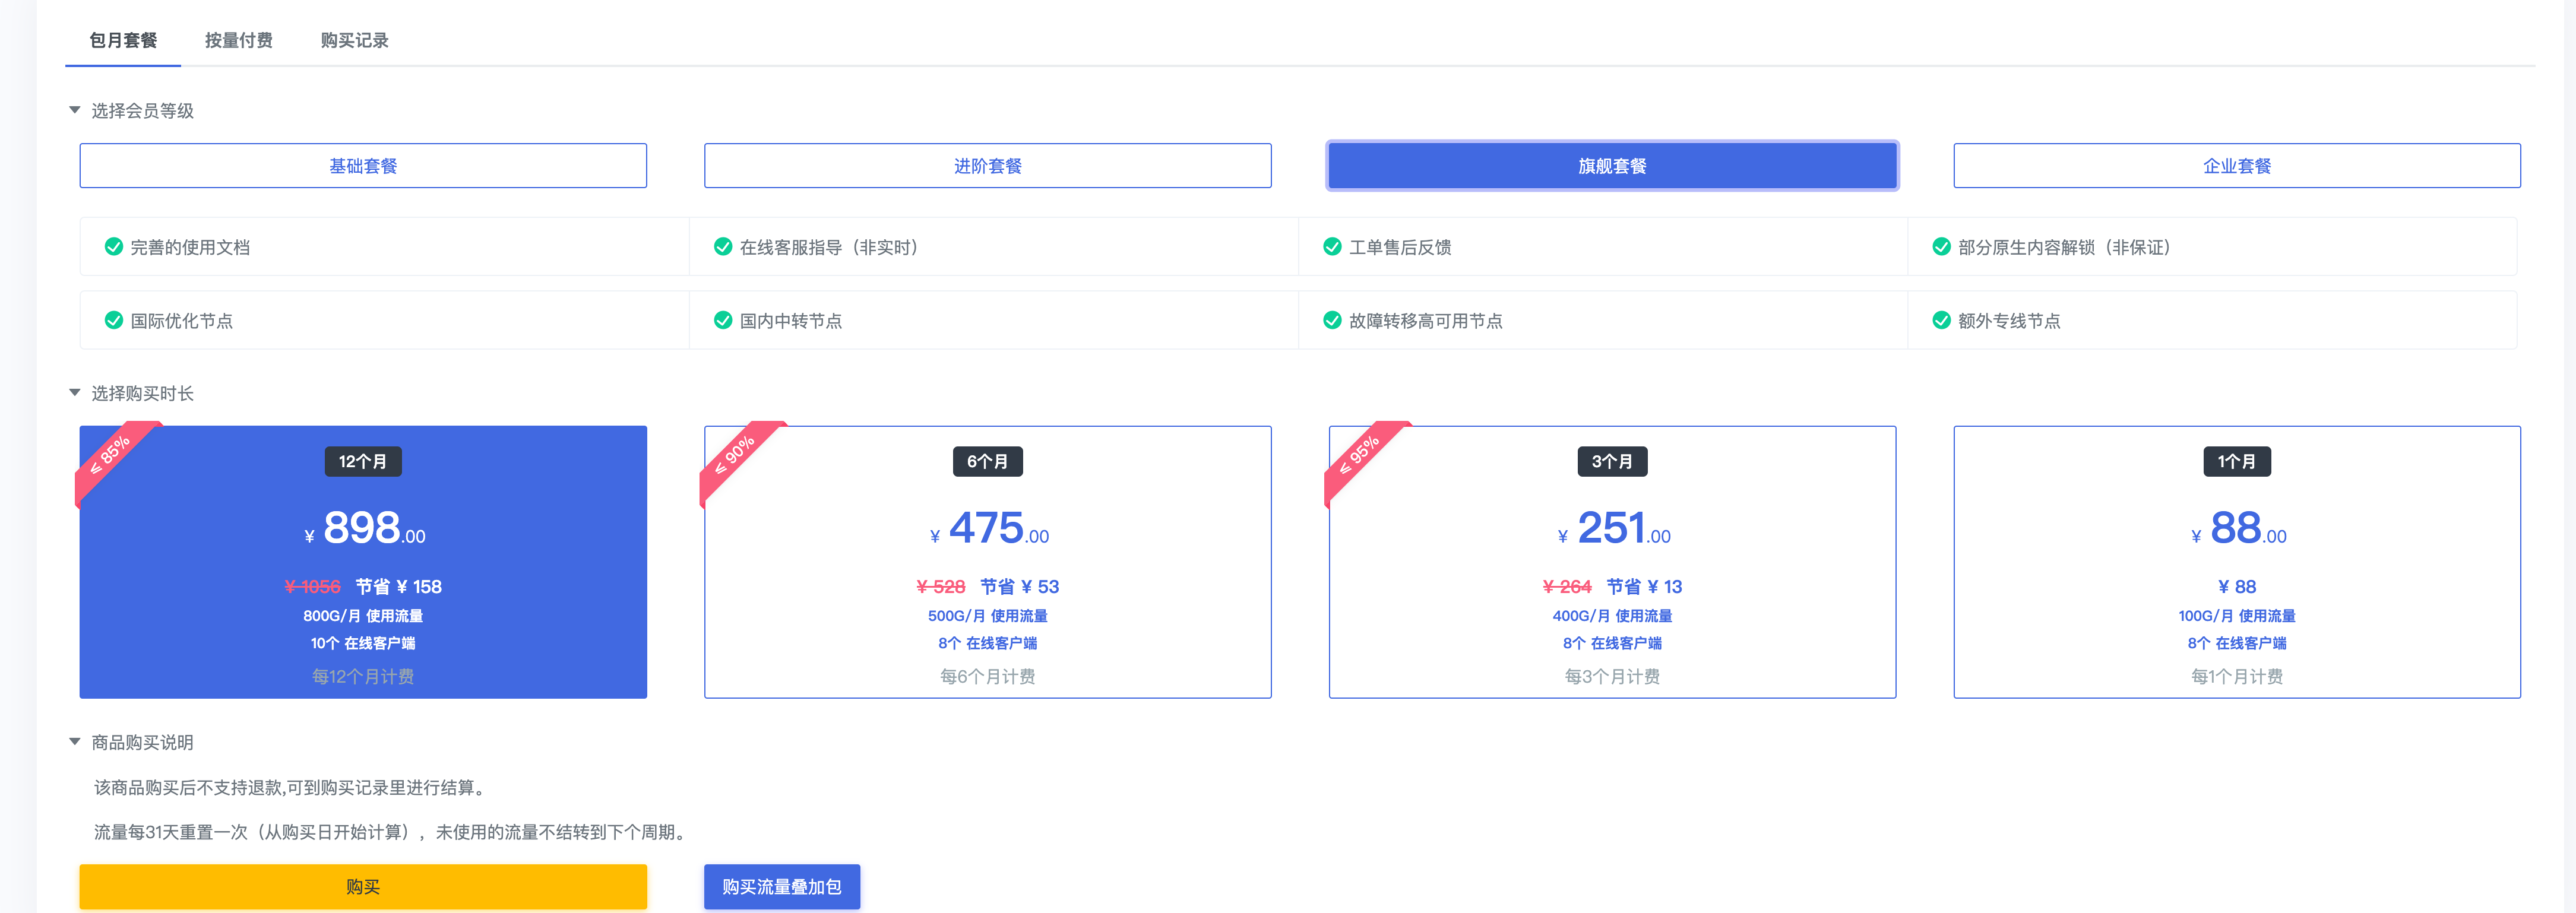 包月套餐 按量付费 购买记录
选择会员等级
基础套餐 进阶套餐 旗舰套餐 企业套餐
完善的使用文档 在线客服指导（非实时） 工单售后反馈 部分原生内容解锁（非保证）
国际优化节点 国内中转节点 故障转移高可用节点 额外专线节点
选择购买时长
≤ 85%
12个月
¥ 898.00
¥ 1056 节省 ¥ 158
800G/月 使用流量
10个 在线客户端
每12个月计费
≤ 90%
6个月
¥ 475.00
¥ 528 节省 ¥ 53
500G/月 使用流量
8个 在线客户端
每6个月计费
≤ 95%
3个月
¥ 251.00
¥ 264 节省 ¥ 13
400G/月 使用流量
8个 在线客户端
每3个月计费
1个月
¥ 88.00
¥ 88
100G/月 使用流量
8个 在线客户端
每1个月计费
商品购买说明
该商品购买后不支持退款,可到购买记录里进行结算。
流量每31天重置一次（从购买日开始计算），未使用的流量不结转到下个周期。
购买 购买流量叠加包